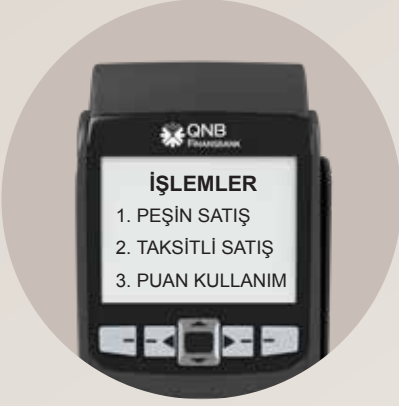 QNB
FINANSBANK
İŞLEMLER
1. PEŞİN SATIŞ
2. TAKSİTLİ SATIŞ
3. PUAN KULLANIM